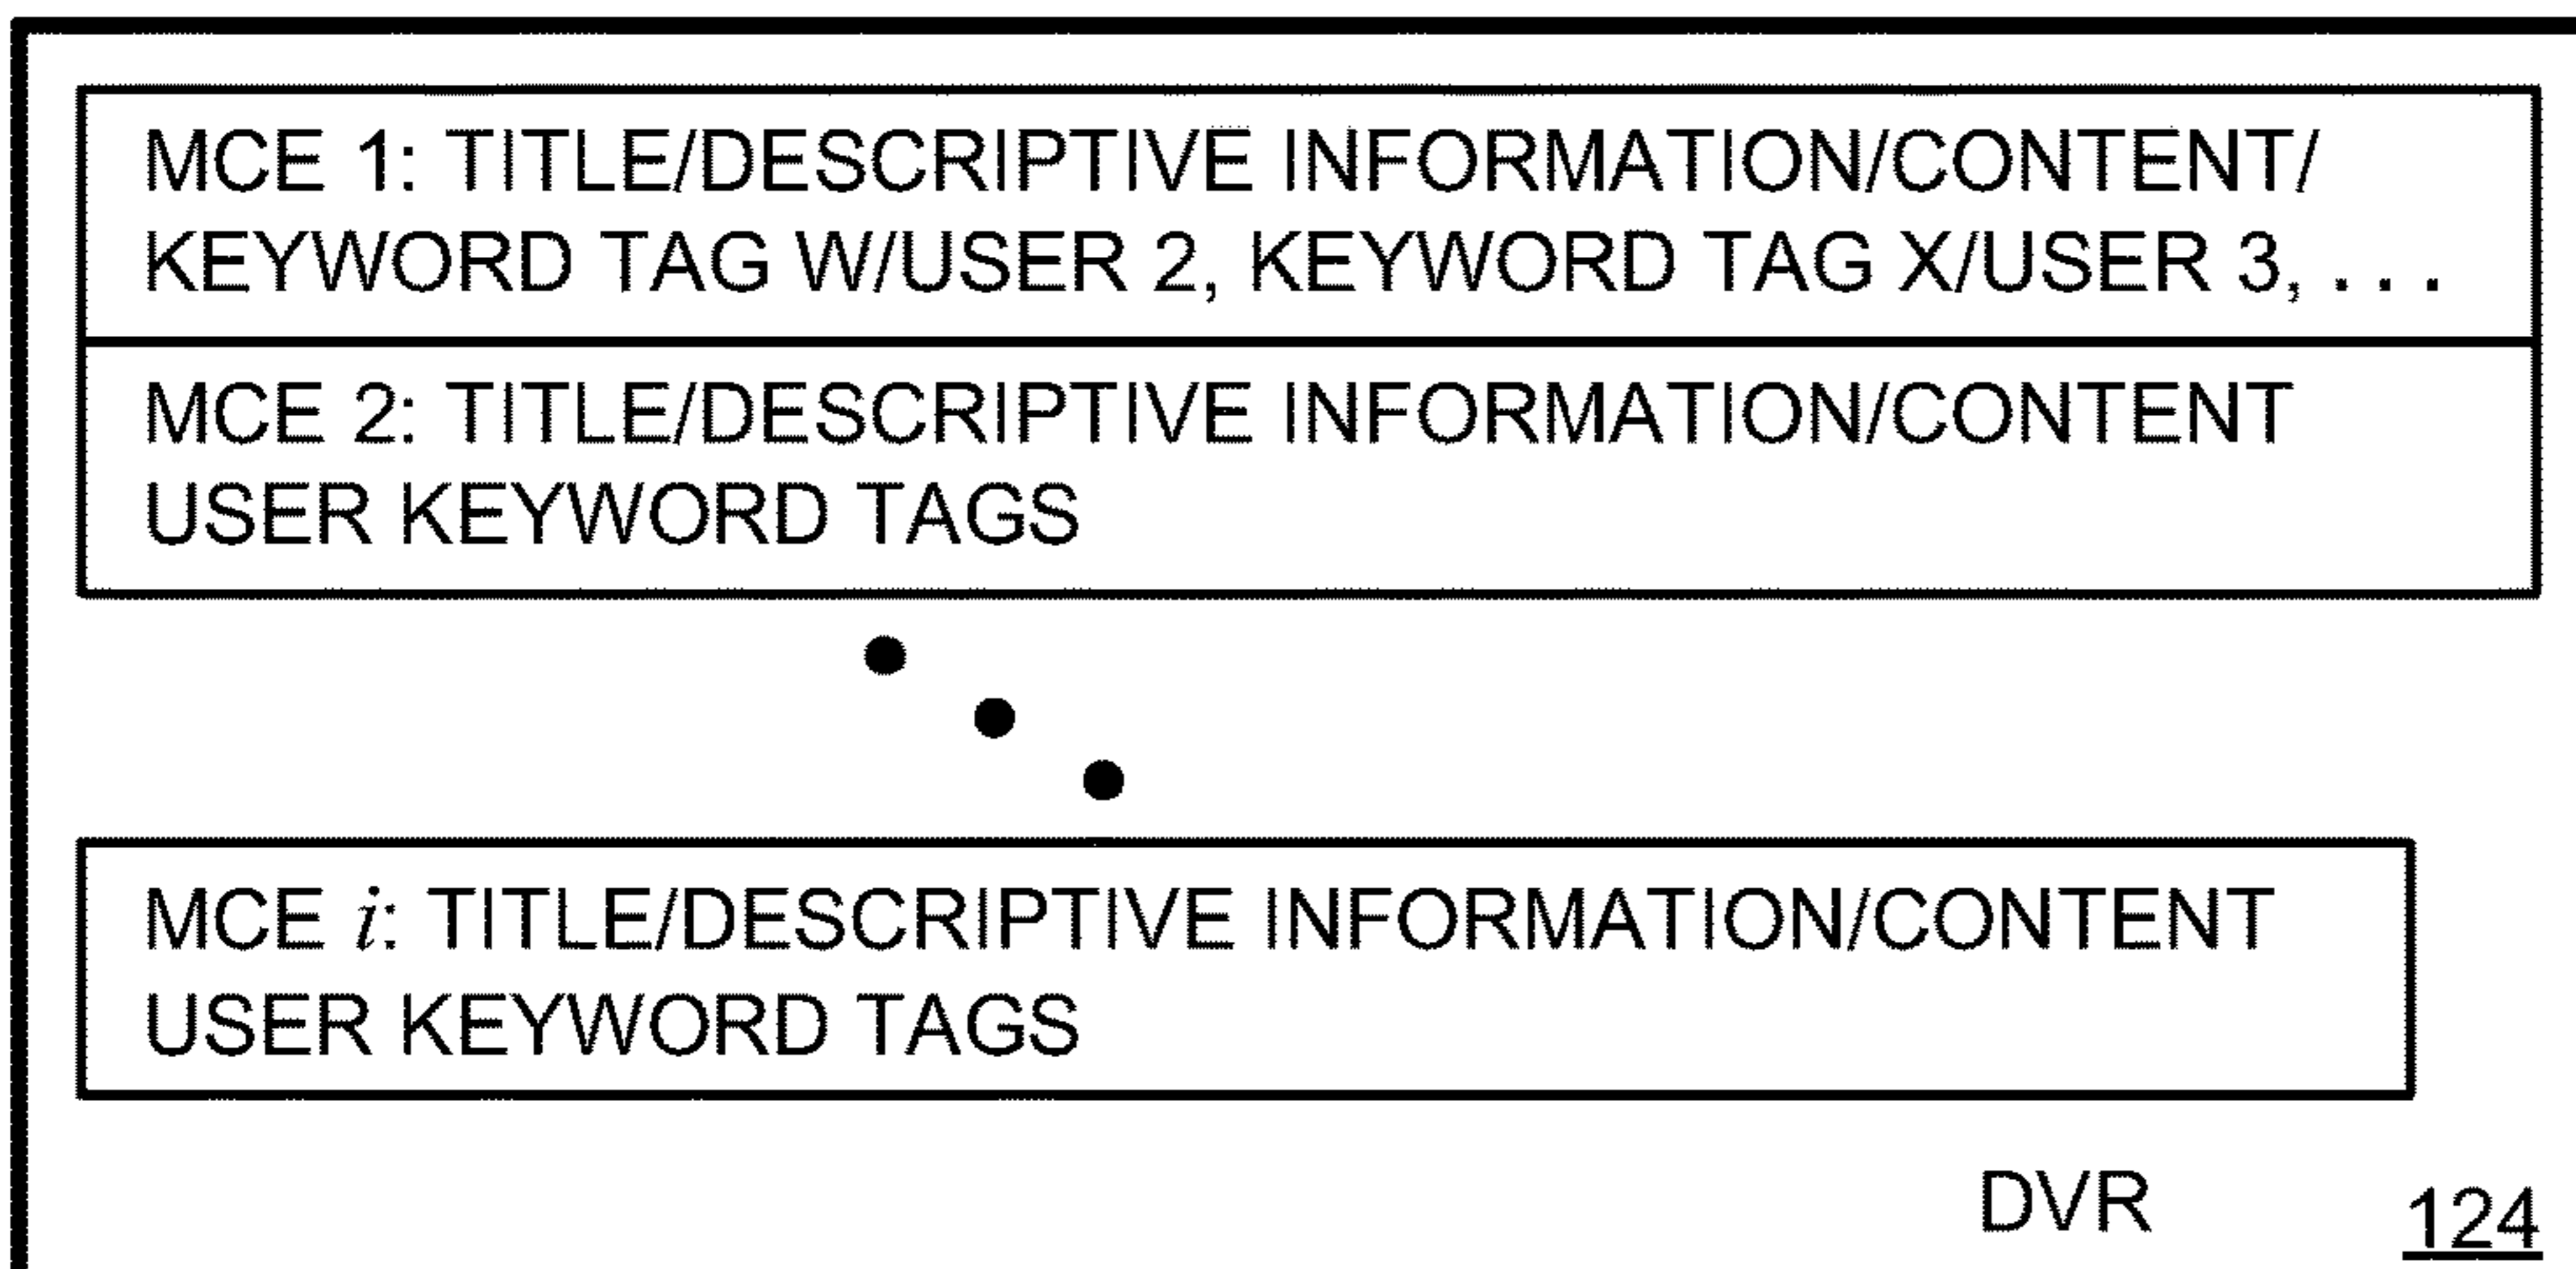 MCE 1: TITLE/DESCRIPTIVE INFORMATION/CONTENT/
KEYWORD TAG W/USER 2, KEYWORD TAG X/USER 3, . . .
MCE 2: TITLE/DESCRIPTIVE INFORMATION/CONTENT
USER KEYWORD TAGS
MCE i: TITLE/DESCRIPTIVE INFORMATION/CONTENT
USER KEYWORD TAGS
DVR 124